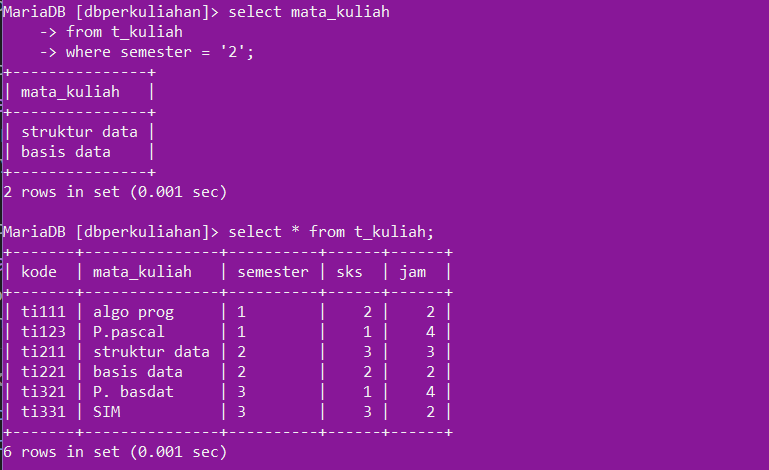 MariaDB [dbperkuliahan]> select mata_kuliah
    -> from t_kuliah
    -> where semester = '2';
+---------------+
| mata_kuliah   |
+---------------+
| struktur data |
| basis data    |
+---------------+
2 rows in set (0.001 sec)

MariaDB [dbperkuliahan]> select * from t_kuliah;
+-------+---------------+----------+------+------+
| kode  | mata_kuliah   | semester | sks  | jam  |
+-------+---------------+----------+------+------+
| ti111 | algo prog     | 1        |    2 |    2 |
| ti123 | P.pascal      | 1        |    1 |    4 |
| ti211 | struktur data | 2        |    3 |    3 |
| ti221 | basis data    | 2        |    2 |    2 |
| ti321 | P. basdat     | 3        |    1 |    4 |
| ti331 | SIM           | 3        |    3 |    2 |
+-------+---------------+----------+------+------+
6 rows in set (0.001 sec)